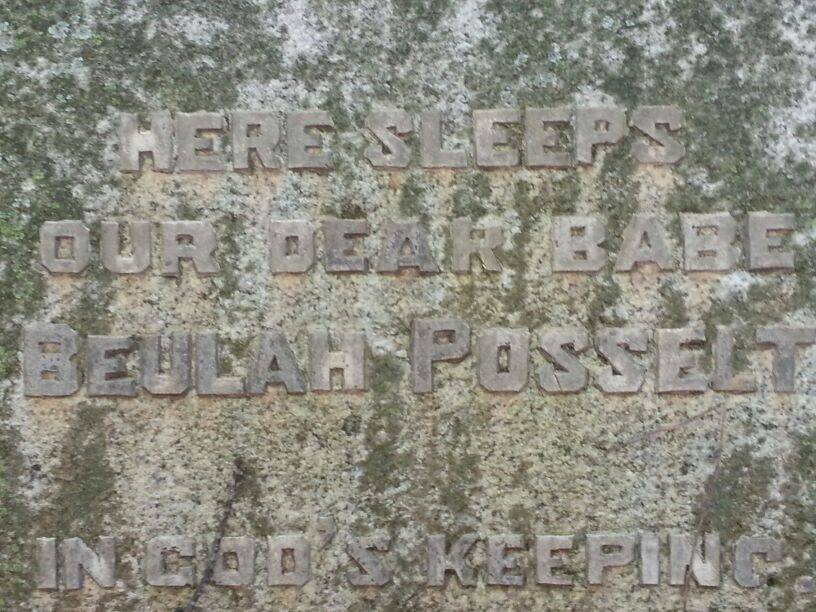 HERE SLEEPS
OUR DEAR BABE
BEULAH POSSELT
IN GOD'S KEEPING.